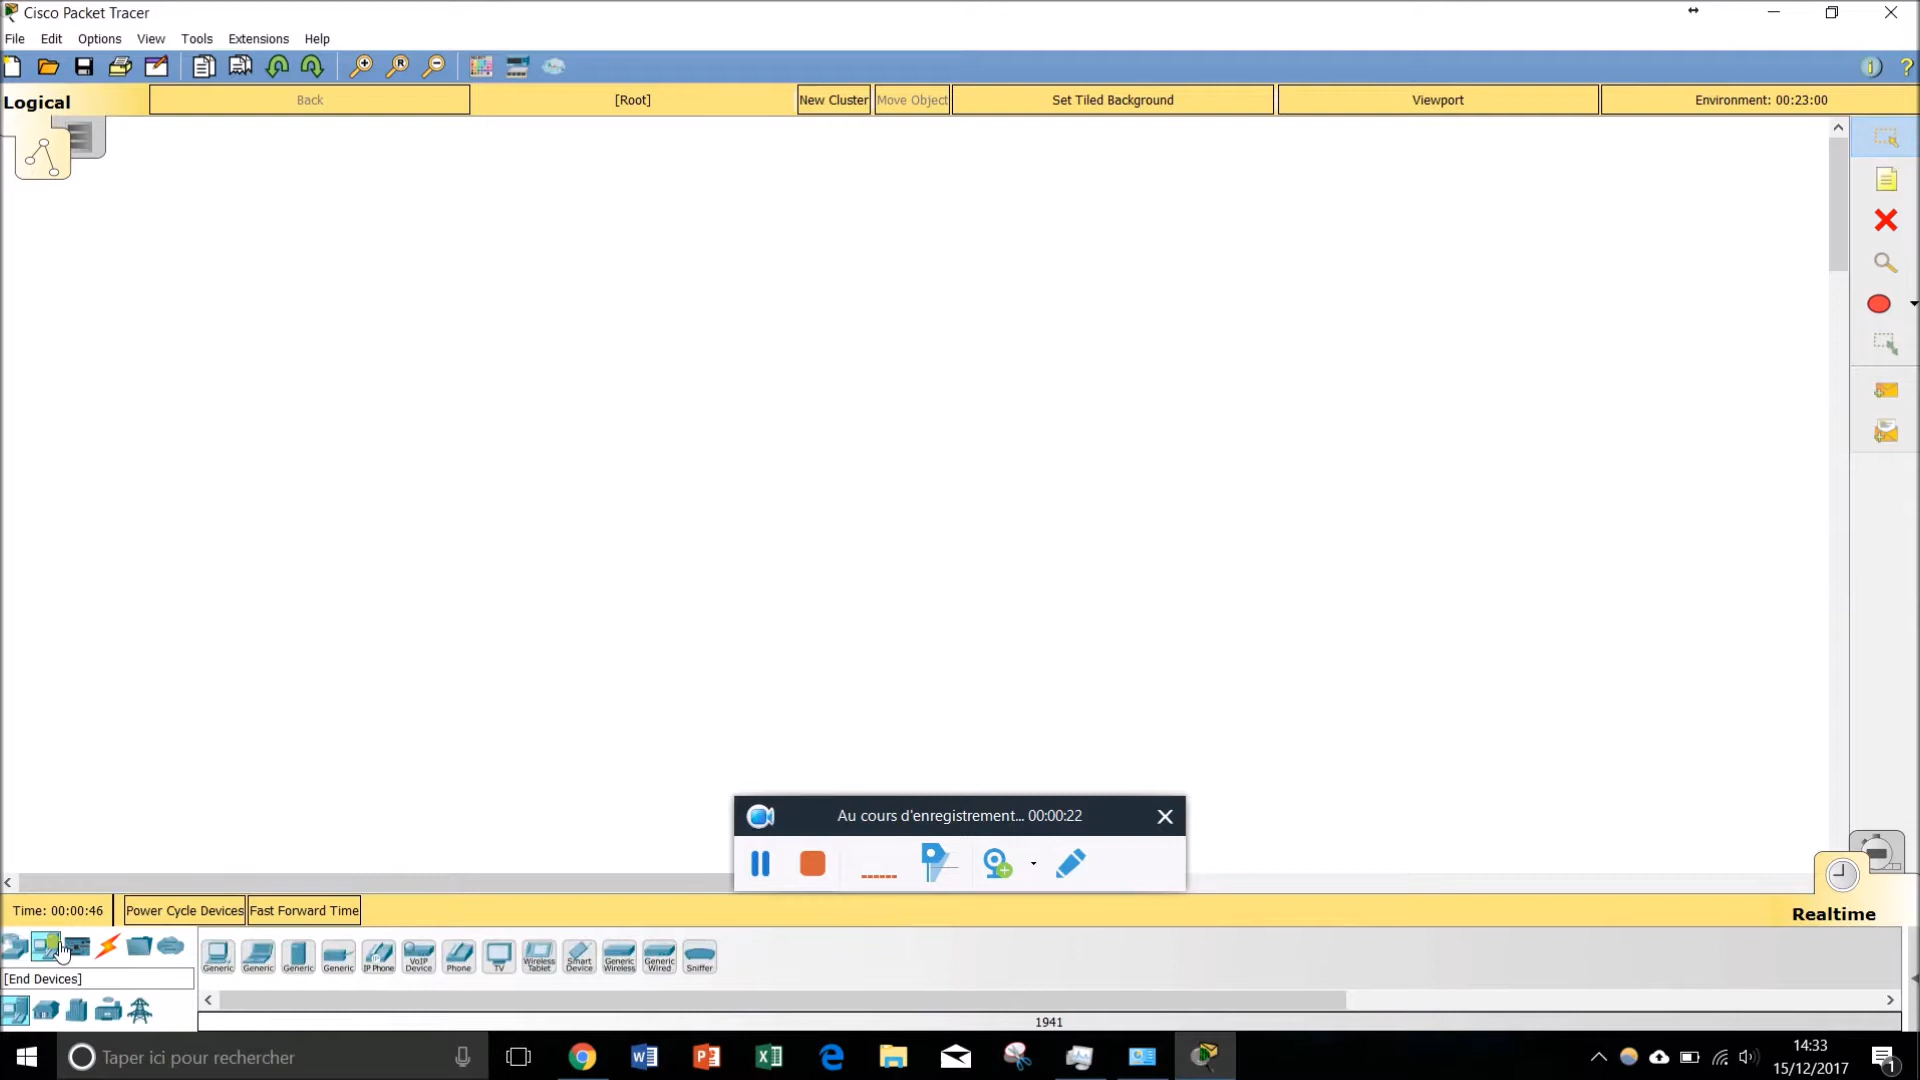 Cisco Packet Tracer
File Edit Options View Tools Extensions Help
Logical Back [Root] New Cluster Move Object Set Tiled Background Viewport Environment: 00:23:00
Au cours d'enregistrement... 00:00:22
Time: 00:00:46 Power Cycle Devices Fast Forward Time
Realtime
Generic Generic Generic Generic IP Phone VoIP Device Phone TV Wireless Tablet Smart Device Generic Wireless Generic Wired Sniffer
[End Devices]
1941
Taper ici pour rechercher
14:33
15/12/2017
1